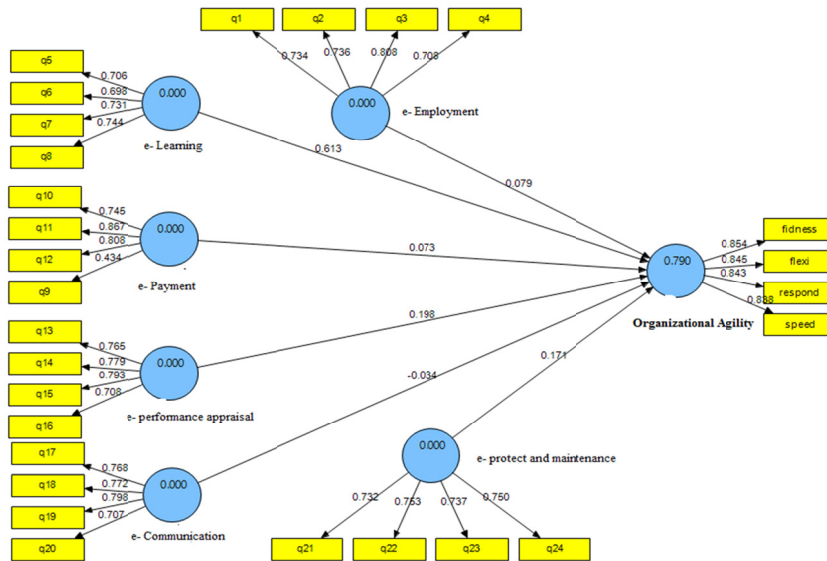 q1 q2 q3 q4
0.734 0.736 0.808 0.708
0.000
e- Employment
q5
q6
q7
q8
0.706
0.698
0.731
0.744
0.000
e- Learning
0.613
0.079
q10
q11
q12
q9
0.745
0.867
0.808
0.434
0.000
e- Payment
0.073
q13
q14
q15
q16
0.765
0.779
0.793
0.708
0.000
e- performance appraisal
0.198
q17
q18
q19
q20
0.768
0.772
0.798
0.707
0.000
e- Communication
-0.034
0.000
e- protect and maintenance
0.171
0.732 0.753 0.737 0.750
q21 q22 q23 q24
0.790
Organizational Agility
0.854
0.845
0.843
0.838
fidness
flexi
respond
speed